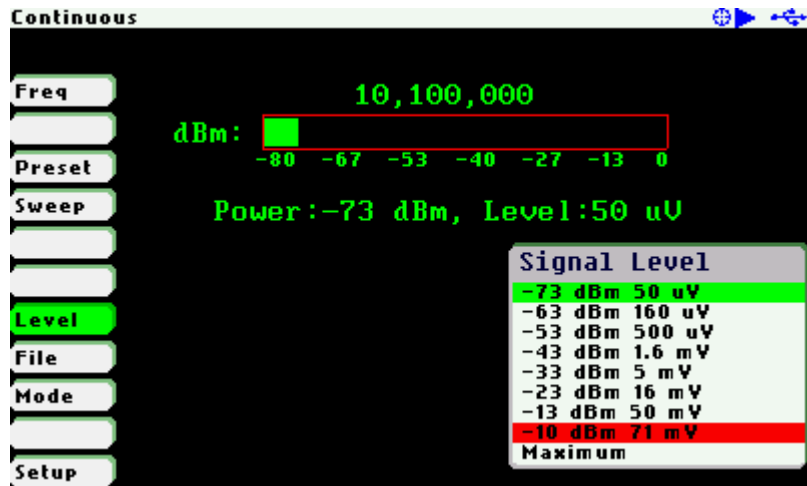 Continuous
Freq
10,100,000
dBm:
-80 -67 -53 -40 -27 -13 0
Preset
Sweep
Power:-73 dBm, Level:50 uV
Signal Level
-73 dBm 50 uV
-63 dBm 160 uV
-53 dBm 500 uV
-43 dBm 1.6 mV
-33 dBm 5 mV
-23 dBm 16 mV
-13 dBm 50 mV
-10 dBm 71 mV
Maximum
Level
File
Mode
Setup